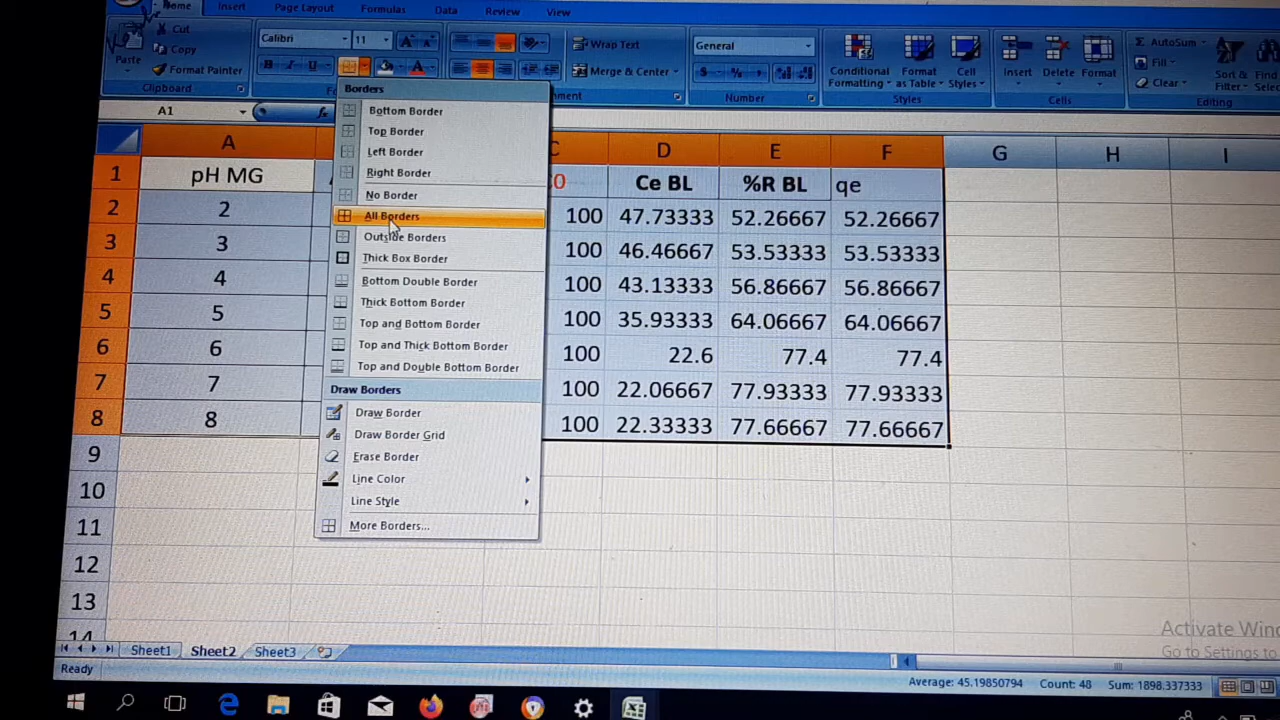 Home Insert Page Layout Formulas Data Review View
Cut
Copy
Paste Format Painter
Clipboard
Calibri 11
B I U
Wrap Text
Merge & Center
General
$ % ,
Number
Conditional Formatting Format as Table Cell Styles
Styles
Insert Delete Format
Cells
AutoSum
Fill
Clear
Sort & Filter
Editing
A1 fx
Borders
Bottom Border
Top Border
Left Border
Right Border
No Border
All Borders
Outside Borders
Thick Box Border
Bottom Double Border
Thick Bottom Border
Top and Bottom Border
Top and Thick Bottom Border
Top and Double Bottom Border
Draw Borders
Draw Border
Draw Border Grid
Erase Border
Line Color
Line Style
More Borders...
A C D E F G H I
1 pH MG Ce BL %R BL qe
2 2 100 47.73333 52.26667 52.26667
3 3 100 46.46667 53.53333 53.53333
4 4 100 43.13333 56.86667 56.86667
5 5 100 35.93333 64.06667 64.06667
6 6 100 22.6 77.4 77.4
7 7 100 22.06667 77.93333 77.93333
8 8 100 22.33333 77.66667 77.66667
9
10
11
12
13
14
Activate Wind
Go to Settings to
Sheet1 Sheet2 Sheet3
Ready Average: 45.19850794 Count: 48 Sum: 1898.337333